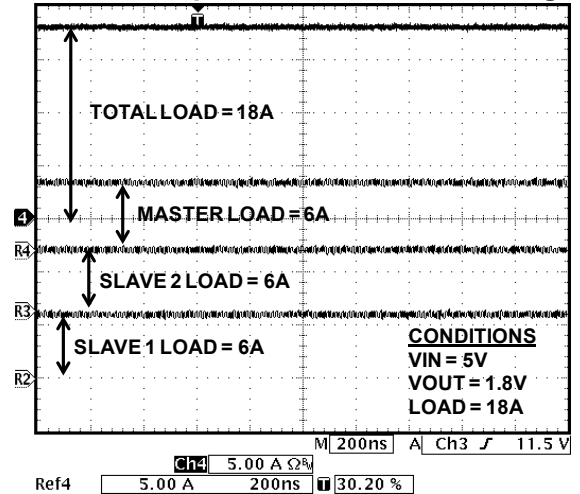 T
TOTAL LOAD = 18A
4
MASTER LOAD = 6A
R4
SLAVE 2 LOAD = 6A
R3
SLAVE 1 LOAD = 6A
R2
CONDITIONS
VIN = 5V
VOUT = 1.8V
LOAD = 18A
M 200ns A Ch3 ʃ 11.5 V
Ch4 5.00 A Ω
Ref4 5.00 A 200ns T 30.20 %